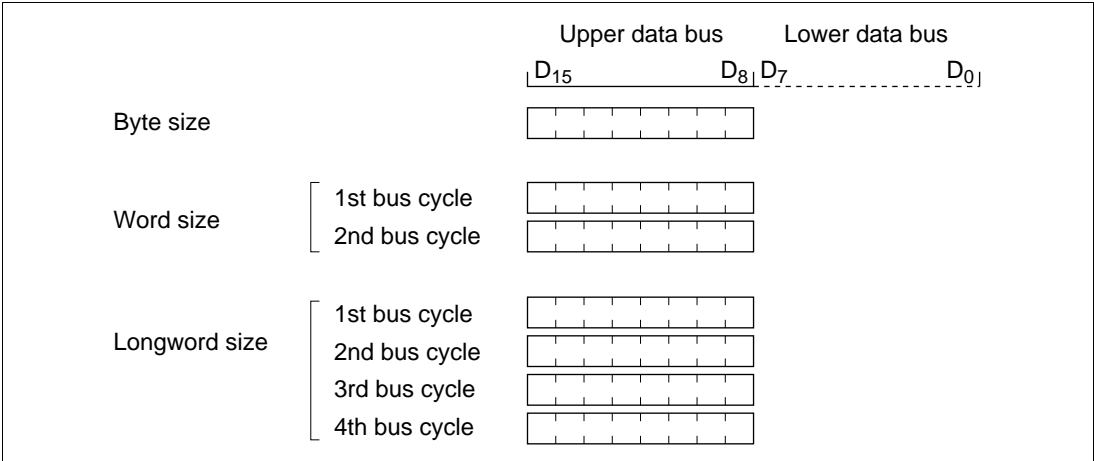 Upper data bus Lower data bus
D15 D8 D7 D0
Byte size
1st bus cycle
Word size
2nd bus cycle
1st bus cycle
Longword size
2nd bus cycle
3rd bus cycle
4th bus cycle